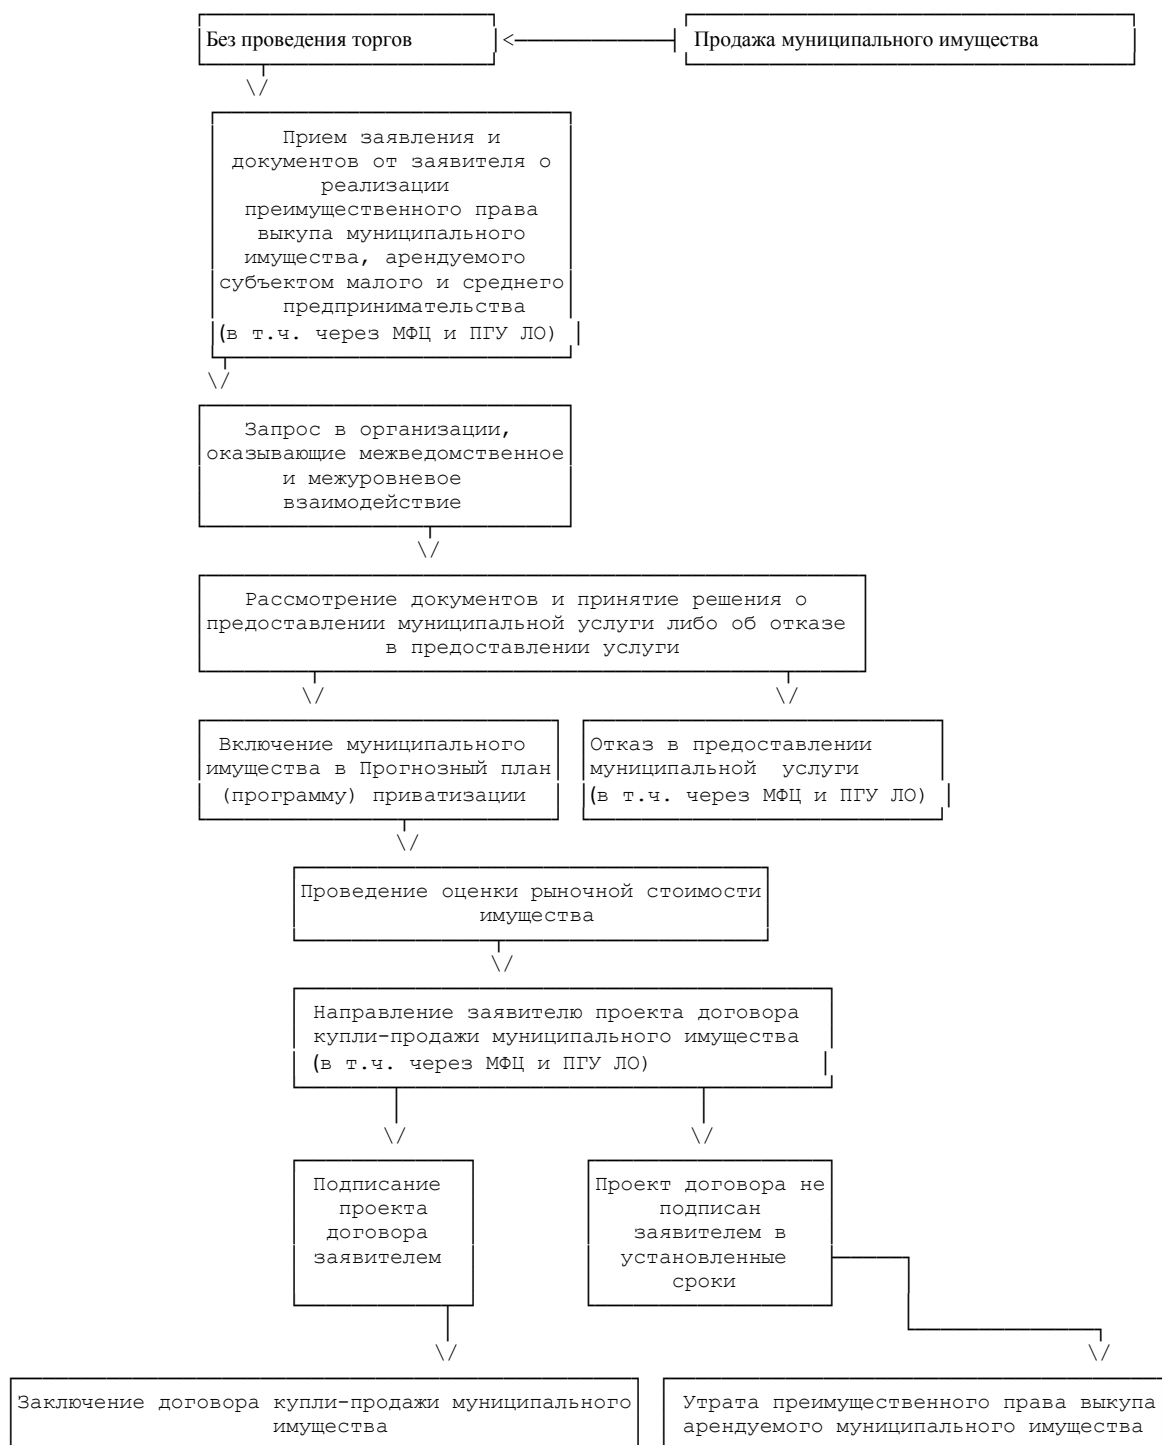 Без проведения торгов
Продажа муниципального имущества
Прием заявления и
документов от заявителя о
реализации
преимущественного права
выкупа муниципального
имущества, арендуемого
субъектом малого и среднего
предпринимательства
(в т.ч. через МФЦ и ПГУ ЛО)
Запрос в организации,
оказывающие межведомственное
и межуровневое
взаимодействие
Рассмотрение документов и принятие решения о
предоставлении муниципальной услуги либо об отказе
в предоставлении услуги
Включение муниципального
имущества в Прогнозный план
(программу) приватизации
Отказ в предоставлении
муниципальной услуги
(в т.ч. через МФЦ и ПГУ ЛО)
Проведение оценки рыночной стоимости
имущества
Направление заявителю проекта договора
купли-продажи муниципального имущества
(в т.ч. через МФЦ и ПГУ ЛО)
Подписание
проекта
договора
заявителем
Проект договора не
подписан
заявителем в
установленные
сроки
Заключение договора купли-продажи муниципального
имущества
Утрата преимущественного права выкупа
арендуемого муниципального имущества